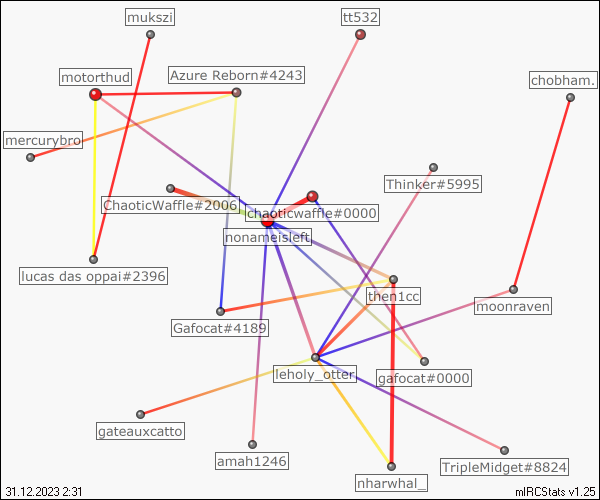 mukszi
tt532
motorthud
Azure Reborn#4243
chobham.
mercurybro
Thinker#5995
ChaoticWaffle#2006
chaoticwaffle#0000
nonameisleft
lucas das oppai#2396
then1cc
moonraven
Gafocat#4189
leholy_otter
gafocat#0000
gateauxcatto
amah1246
TripleMidget#8824
nharwhal_
31.12.2023 2:31
mIRCStats v1.25